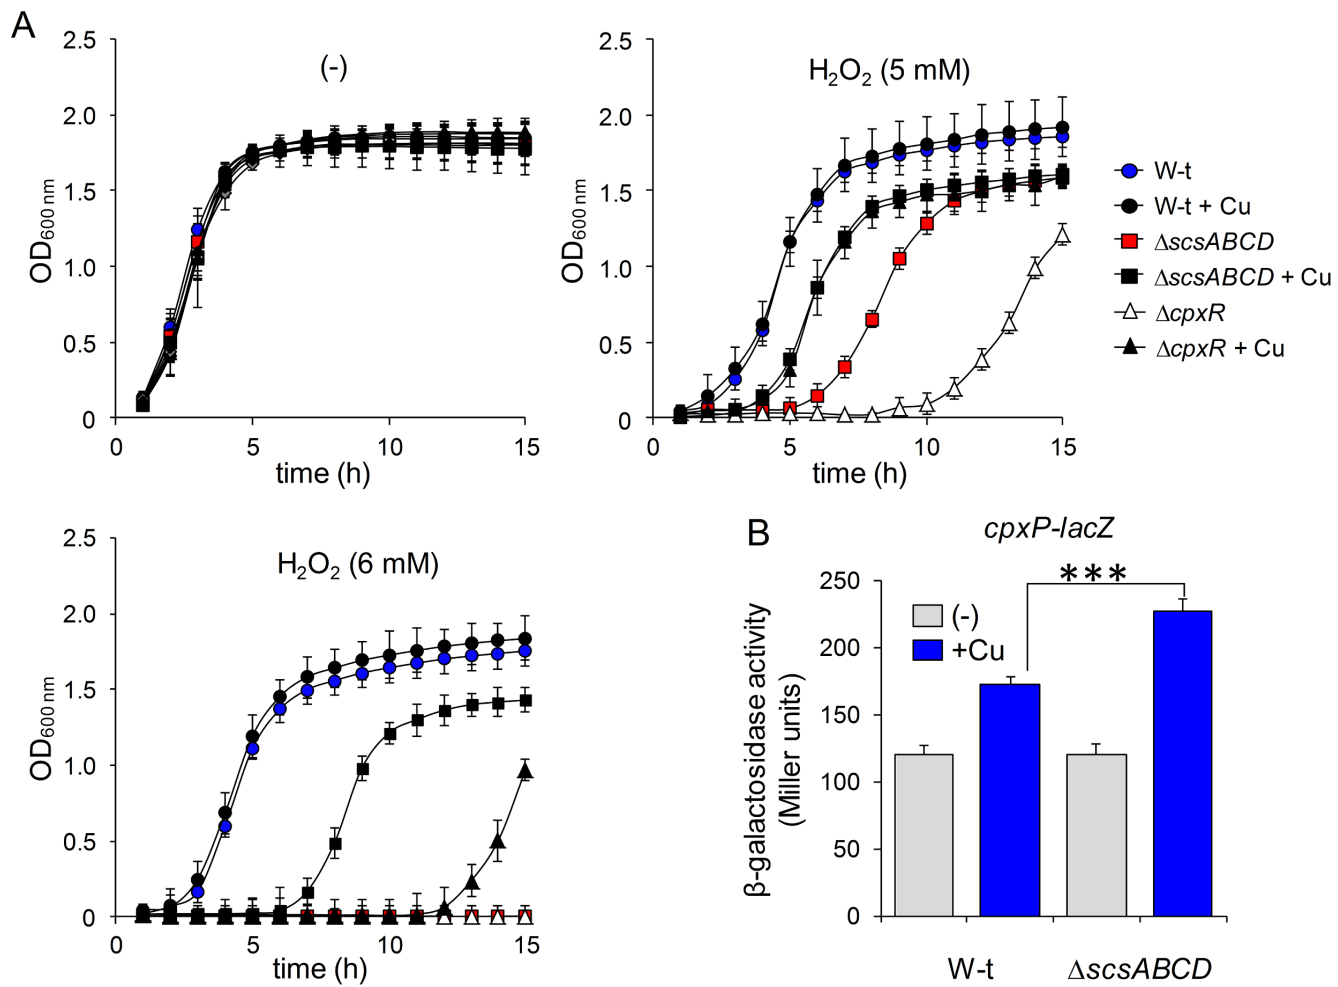 A
(-)
2.5
2.0
1.5
1.0
0.5
0
OD600 nm
0 5 10 15
time (h)
H2O2 (5 mM)
2.5
2.0
1.5
1.0
0.5
0
OD600 nm
0 5 10 15
time (h)
W-t
W-t + Cu
ΔscsABCD
ΔscsABCD + Cu
ΔcpxR
ΔcpxR + Cu
H2O2 (6 mM)
2.5
2.0
1.5
1.0
0.5
0
OD600 nm
0 5 10 15
time (h)
B
cpxP-lacZ
***
(-)
+Cu
250
200
150
100
50
0
β-galactosidase activity
(Miller units)
W-t ΔscsABCD